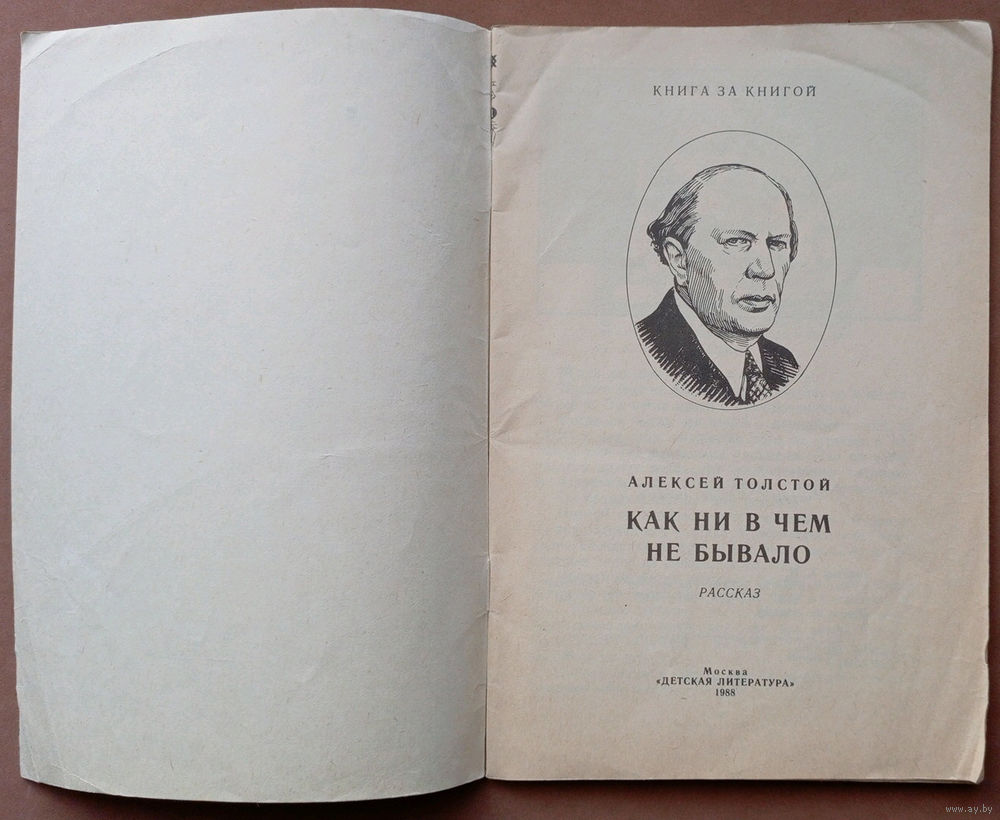 КНИГА ЗА КНИГОЙ
АЛЕКСЕЙ ТОЛСТОЙ
КАК НИ В ЧЕМ
НЕ БЫВАЛО
РАССКАЗ
Москва
«ДЕТСКАЯ ЛИТЕРАТУРА»
1988
www.ay.by